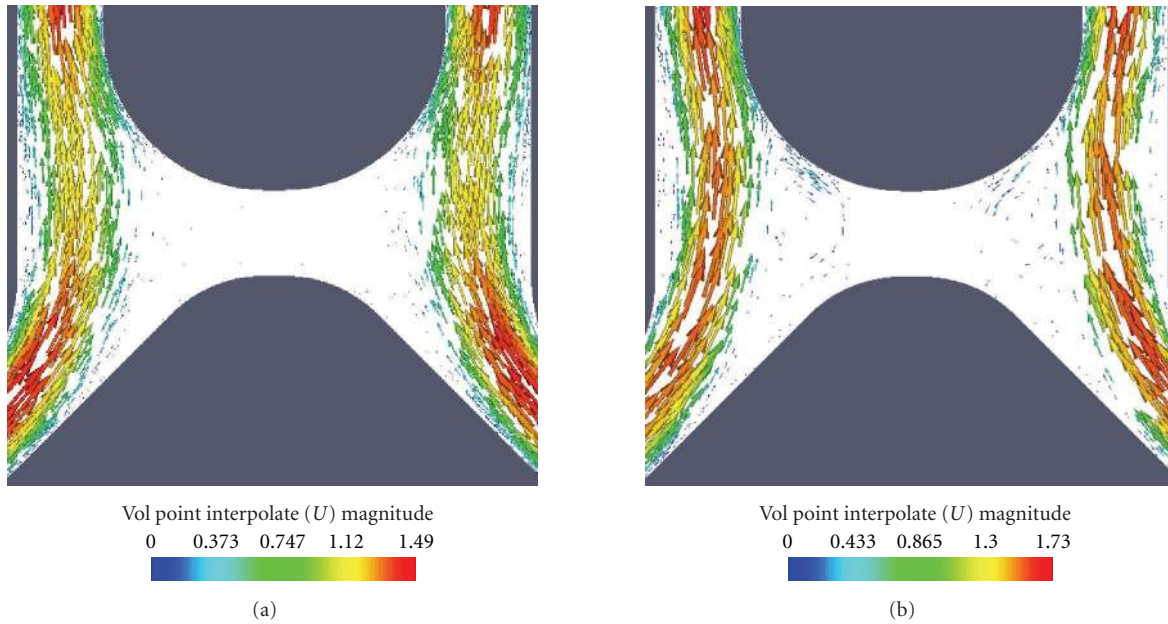 Vol point interpolate (U) magnitude
0 0.373 0.747 1.12 1.49
(a)
Vol point interpolate (U) magnitude
0 0.433 0.865 1.3 1.73
(b)